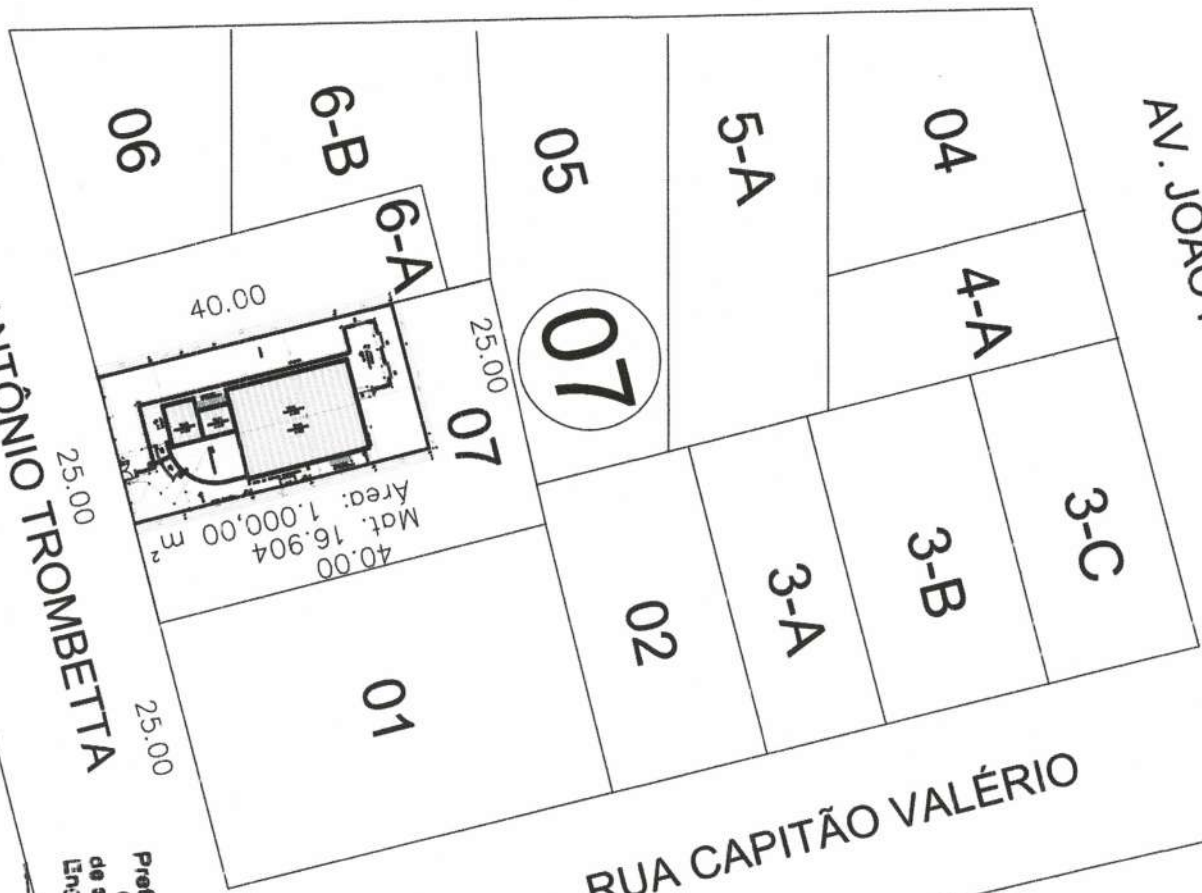 AV. JOÃO
04
5-A
05
6-B
06
4-A
6-A
07
07
40.00
25.00
3-C
3-B
3-A
02
01
40.00
Mat. 16.904
Área: 1.000,00 m²
25.00
25.00
ANTÔNIO TROMBETTA
RUA CAPITÃO VALÉRIO